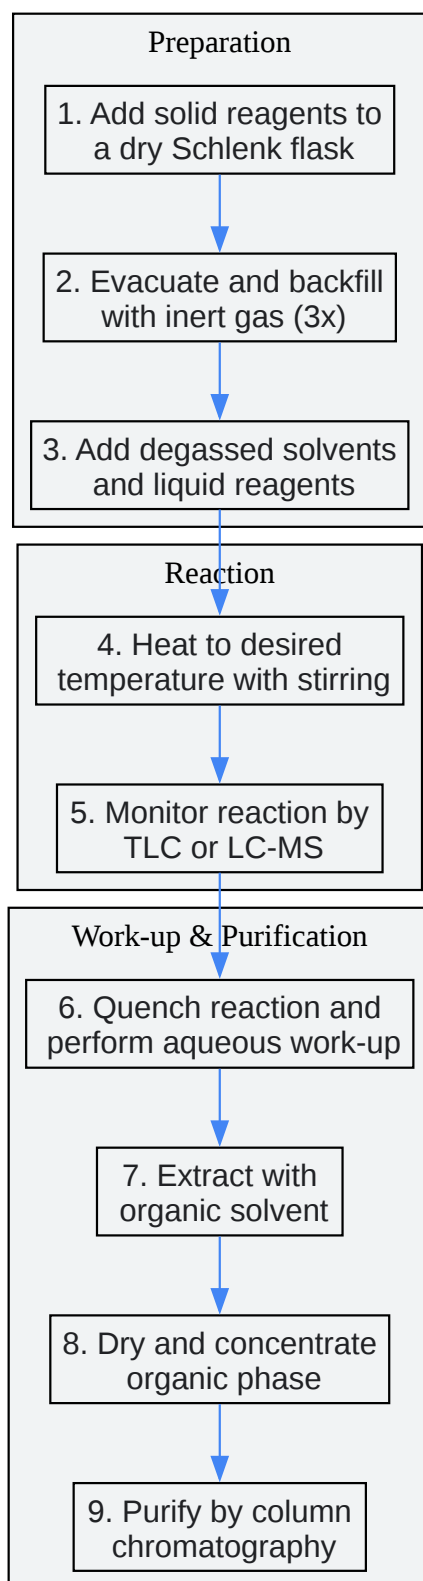 Preparation
1. Add solid reagents to
a dry Schlenk flask
2. Evacuate and backfill
with inert gas (3x)
3. Add degassed solvents
and liquid reagents
Reaction
4. Heat to desired
temperature with stirring
5. Monitor reaction by
TLC or LC-MS
Work-up & Purification
6. Quench reaction and
perform aqueous work-up
7. Extract with
organic solvent
8. Dry and concentrate
organic phase
9. Purify by column
chromatography